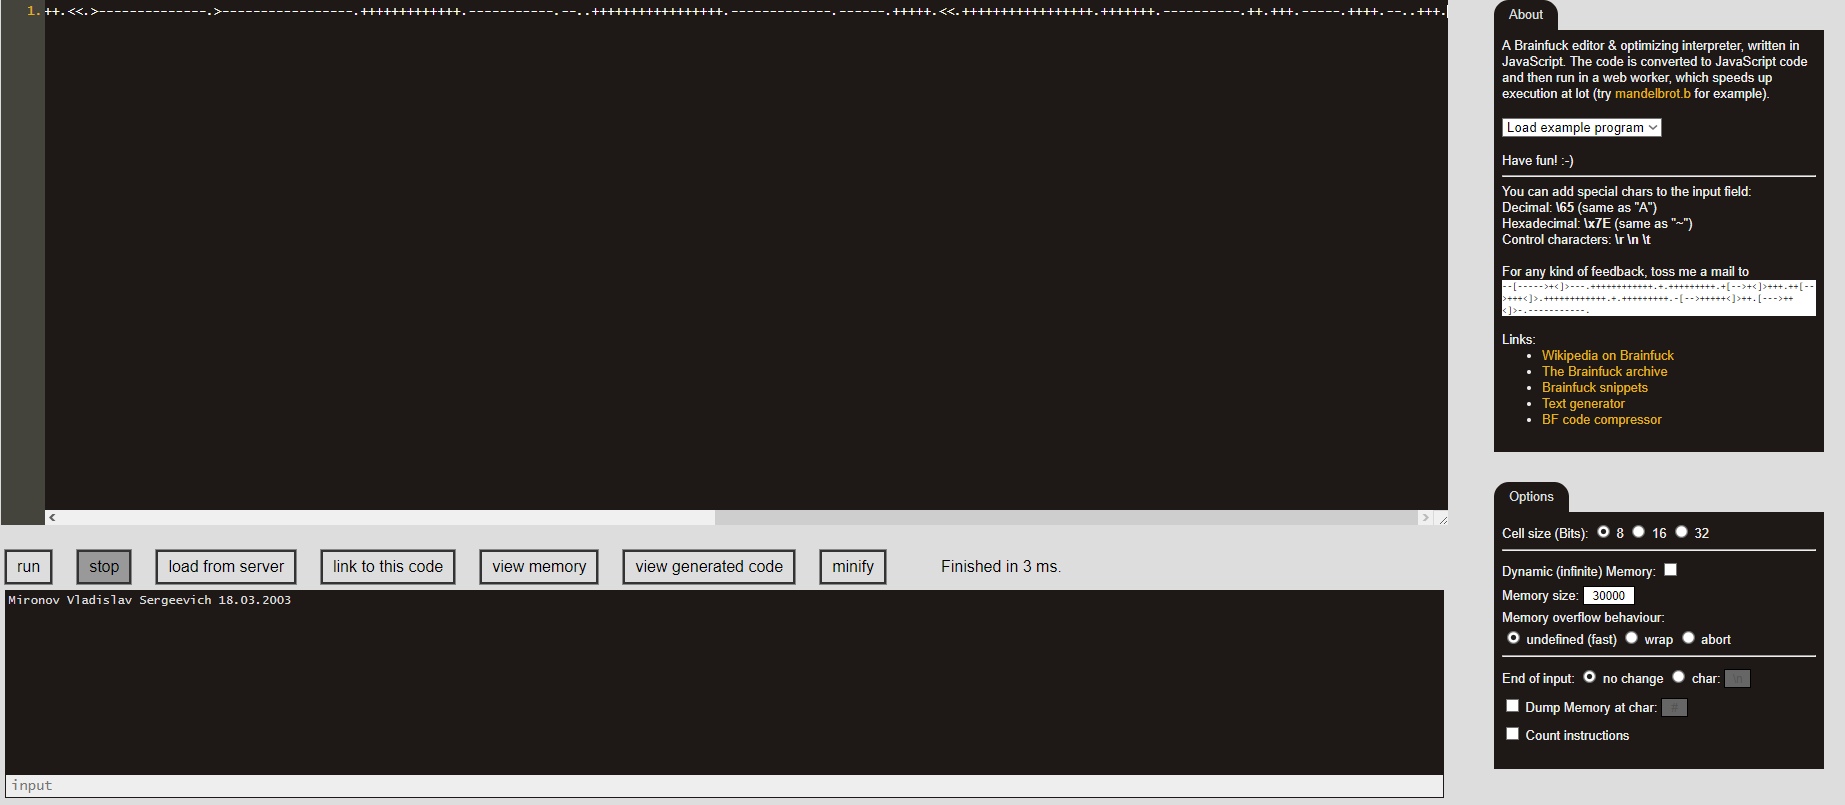 1. ++.<<.>--------------.>-----------------.+++++++++++++.-----------.--..+++++++++++++++++.-------------.------.+++++.<<.+++++++++++++++++.+++++++.----------.++.+++.-----.++++.--..+++.
run
stop
load from server
link to this code
view memory
view generated code
minify
Finished in 3 ms.
Mironov Vladislav Sergeevich 18.03.2003
input
About
A Brainfuck editor & optimizing interpreter, written in
JavaScript. The code is converted to JavaScript code
and then run in a web worker, which speeds up
execution at lot (try mandelbrot.b for example).
Load example program
Have fun! :-)
You can add special chars to the input field:
Decimal: \65 (same as "A")
Hexadecimal: \x7E (same as "~")
Control characters: \r \n \t
For any kind of feedback, toss me a mail to
--[----->+<]>---.++++++++++++.+.+++++++++.+[-->+<]>+++.++[--
>+++<]>.++++++++++++.+.+++++++++.-[-->+++++<]>++.[--->++
<]>-.-----------.
Links:
Wikipedia on Brainfuck
The Brainfuck archive
Brainfuck snippets
Text generator
BF code compressor
Options
Cell size (Bits): 8 16 32
Dynamic (infinite) Memory:
Memory size: 30000
Memory overflow behaviour:
undefined (fast) wrap abort
End of input: no change char: \n
Dump Memory at char: #
Count instructions